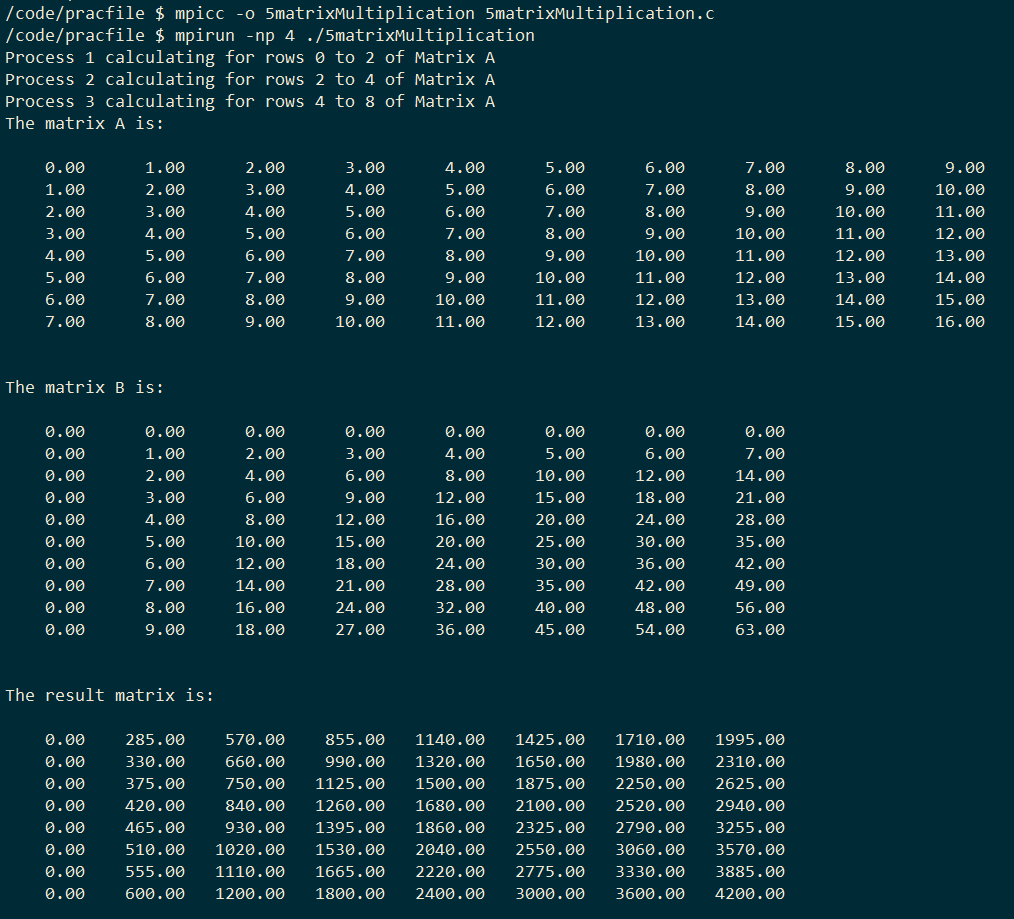 /code/pracfile $ mpicc -o 5matrixMultiplication 5matrixMultiplication.c
/code/pracfile $ mpirun -np 4 ./5matrixMultiplication
Process 1 calculating for rows 0 to 2 of Matrix A
Process 2 calculating for rows 2 to 4 of Matrix A
Process 3 calculating for rows 4 to 8 of Matrix A
The matrix A is:
0.00 1.00 2.00 3.00 4.00 5.00 6.00 7.00 8.00 9.00
1.00 2.00 3.00 4.00 5.00 6.00 7.00 8.00 9.00 10.00
2.00 3.00 4.00 5.00 6.00 7.00 8.00 9.00 10.00 11.00
3.00 4.00 5.00 6.00 7.00 8.00 9.00 10.00 11.00 12.00
4.00 5.00 6.00 7.00 8.00 9.00 10.00 11.00 12.00 13.00
5.00 6.00 7.00 8.00 9.00 10.00 11.00 12.00 13.00 14.00
6.00 7.00 8.00 9.00 10.00 11.00 12.00 13.00 14.00 15.00
7.00 8.00 9.00 10.00 11.00 12.00 13.00 14.00 15.00 16.00
The matrix B is:
0.00 0.00 0.00 0.00 0.00 0.00 0.00 0.00
0.00 1.00 2.00 3.00 4.00 5.00 6.00 7.00
0.00 2.00 4.00 6.00 8.00 10.00 12.00 14.00
0.00 3.00 6.00 9.00 12.00 15.00 18.00 21.00
0.00 4.00 8.00 12.00 16.00 20.00 24.00 28.00
0.00 5.00 10.00 15.00 20.00 25.00 30.00 35.00
0.00 6.00 12.00 18.00 24.00 30.00 36.00 42.00
0.00 7.00 14.00 21.00 28.00 35.00 42.00 49.00
0.00 8.00 16.00 24.00 32.00 40.00 48.00 56.00
0.00 9.00 18.00 27.00 36.00 45.00 54.00 63.00
The result matrix is:
0.00 285.00 570.00 855.00 1140.00 1425.00 1710.00 1995.00
0.00 330.00 660.00 990.00 1320.00 1650.00 1980.00 2310.00
0.00 375.00 750.00 1125.00 1500.00 1875.00 2250.00 2625.00
0.00 420.00 840.00 1260.00 1680.00 2100.00 2520.00 2940.00
0.00 465.00 930.00 1395.00 1860.00 2325.00 2790.00 3255.00
0.00 510.00 1020.00 1530.00 2040.00 2550.00 3060.00 3570.00
0.00 555.00 1110.00 1665.00 2220.00 2775.00 3330.00 3885.00
0.00 600.00 1200.00 1800.00 2400.00 3000.00 3600.00 4200.00